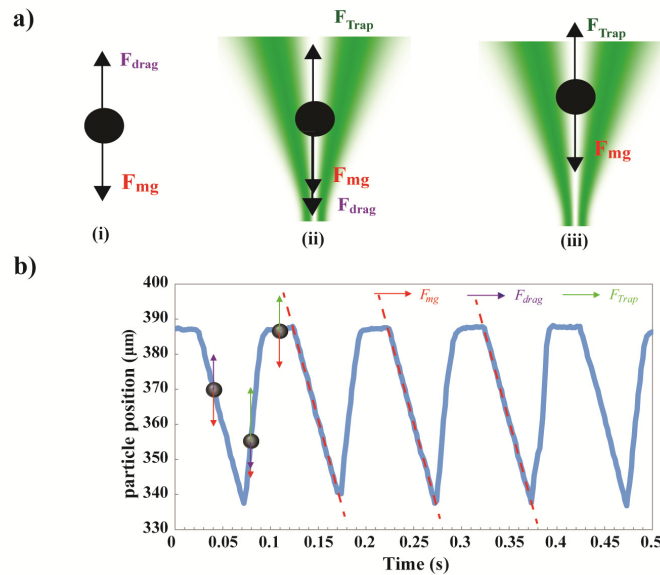 a)
F_Trap
F_Trap
F_drag
F_mg
F_mg
F_mg
F_drag
(i)
(ii)
(iii)
b)
400
F_mg
F_drag
F_Trap
390
380
370
360
350
340
330
particle position (μm)
0 0.05 0.1 0.15 0.2 0.25 0.3 0.35 0.4 0.45 0.5
Time (s)